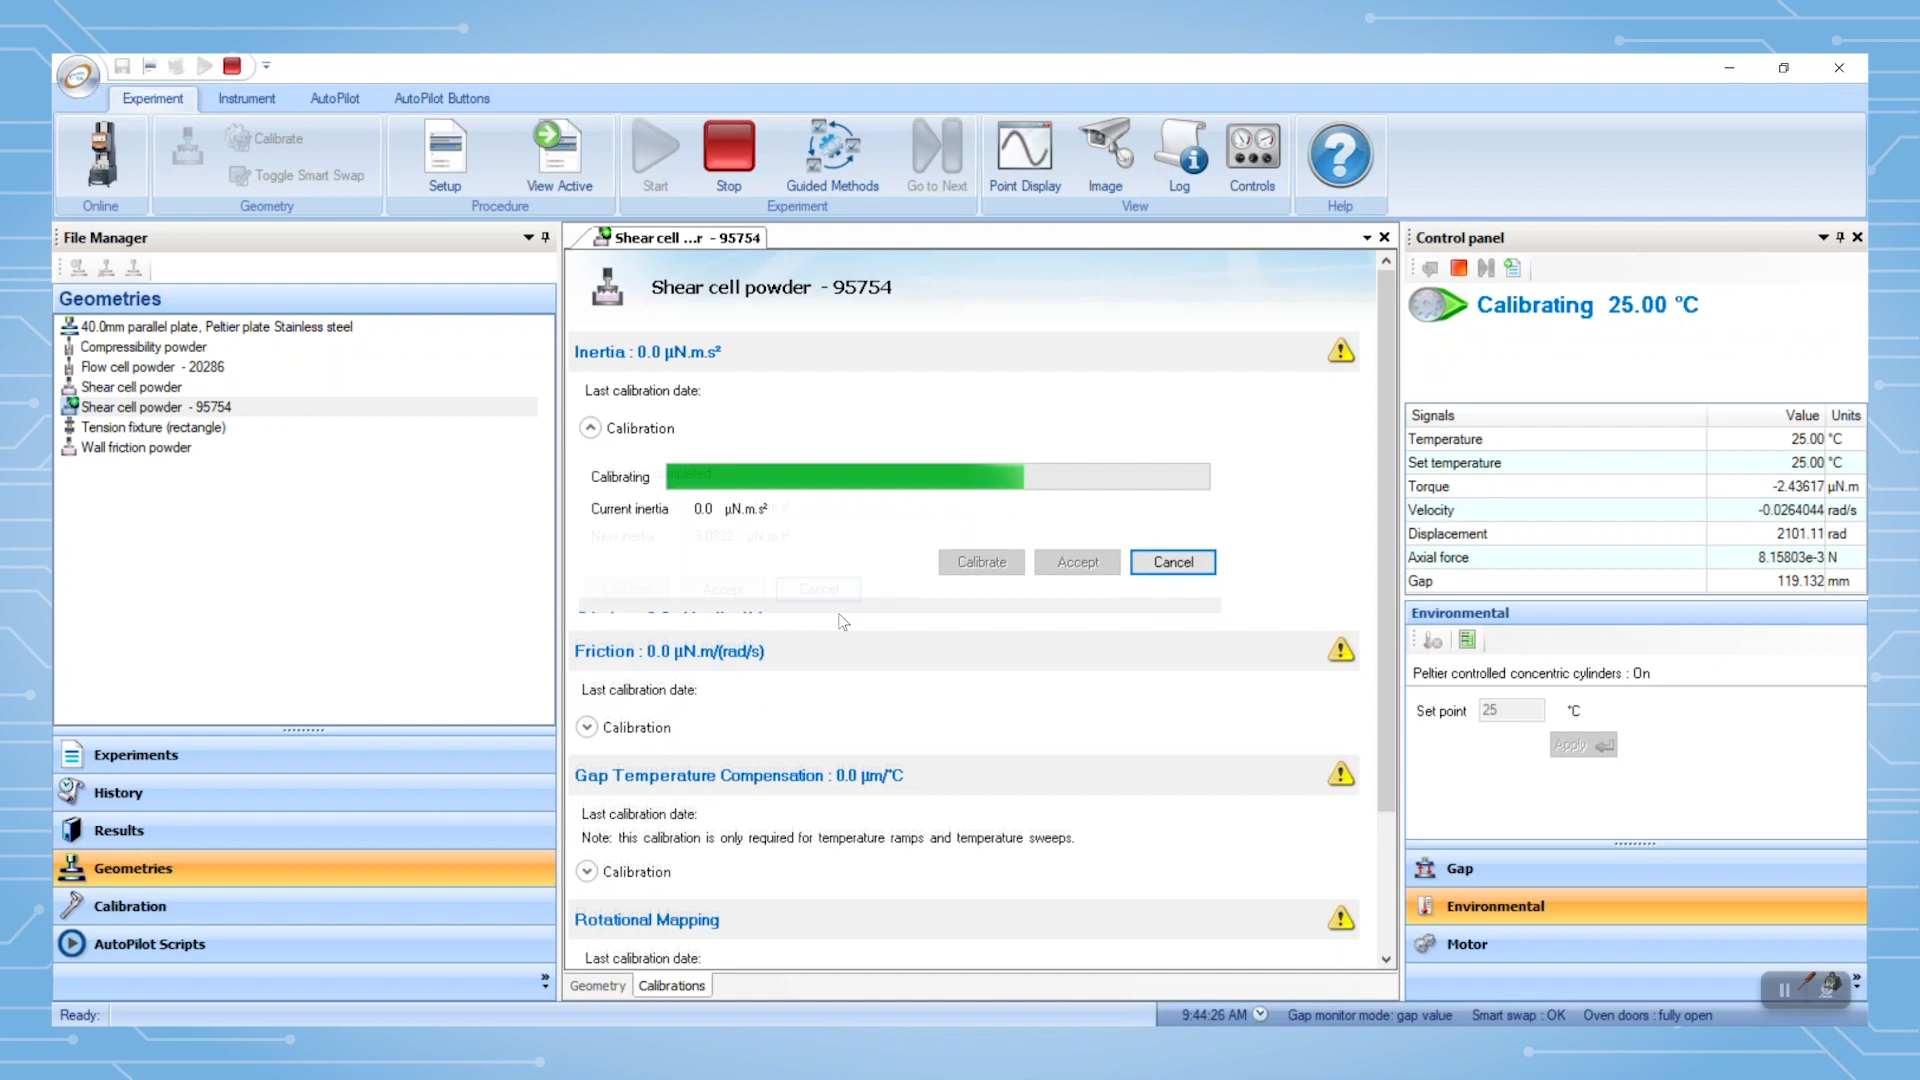 Experiment Instrument AutoPilot AutoPilot Buttons
Calibrate
Toggle Smart Swap
Setup View Active Start Stop Guided Methods Go to Next Point Display Image Log Controls
Online Geometry Procedure Experiment View Help
File Manager
Geometries
40.0mm parallel plate, Peltier plate Stainless steel
Compressibility powder
Flow cell powder - 20286
Shear cell powder
Shear cell powder - 95754
Tension fixture (rectangle)
Wall friction powder
Experiments
History
Results
Geometries
Calibration
AutoPilot Scripts
Ready:
Shear cell ...r - 95754
Shear cell powder - 95754
Inertia : 0.0 µN.m.s²
Last calibration date:
Calibration
Calibrating
Current inertia 0.0 µN.m.s²
New inertia 3.0832 µN.m.s²
Calibrate Accept Cancel
Accept Cancel
Friction : 0.0 µN.m/(rad/s)
Last calibration date:
Calibration
Gap Temperature Compensation : 0.0 µm/°C
Last calibration date:
Note: this calibration is only required for temperature ramps and temperature sweeps.
Calibration
Rotational Mapping
Last calibration date:
Geometry Calibrations
Control panel
Calibrating 25.00 °C
Signals Value Units
Temperature 25.00 °C
Set temperature 25.00 °C
Torque -2.43617 µN.m
Velocity -0.0264044 rad/s
Displacement 2101.11 rad
Axial force 8.15803e-3 N
Gap 119.132 mm
Environmental
Peltier controlled concentric cylinders : On
Set point 25 °C
Apply
Gap
Environmental
Motor
9:44:26 AM Gap monitor mode: gap value Smart swap : OK Oven doors : fully open